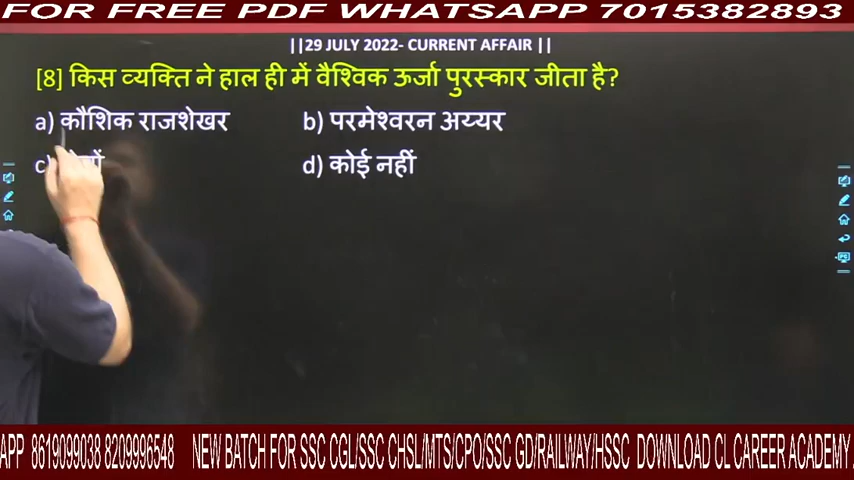 FOR FREE PDF WHATSAPP 7015382893
||29 JULY 2022- CURRENT AFFAIR ||
[8] किस व्यक्ति ने हाल ही में वैश्विक ऊर्जा पुरस्कार जीता है?
a) कौशिक राजशेखर b) परमेश्वरन अय्यर
c) d) कोई नहीं
APP 8619099038 8209996548 NEW BATCH FOR SSC CGL/SSC CHSL/MTS/CPO/SSC GD/RAILWAY/HSSC DOWNLOAD CL CAREER ACADEMY